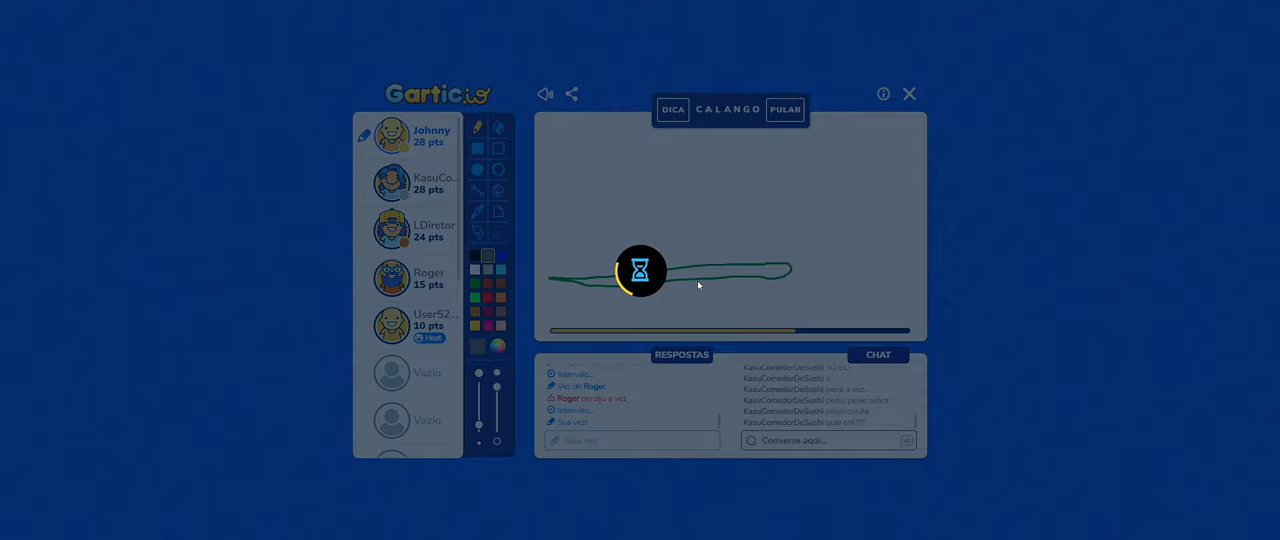 Gartic.io
DICA CALANGO PULAR
Johnny
28 pts
KasuCo...
28 pts
LDiretor
24 pts
Roger
15 pts
User52...
10 pts
Host
Vazio
Vazio
RESPOSTAS
CHAT
Intervalo...
Vez de Roger
Roger perdeu a vez
Intervalo...
Sua vez!
Sua vez
KasuComedorDeSushi SO EU
KasuComedorDeSushi e
KasuComedorDeSushi perdi a vez...
KasuComedorDeSushi pediu peixe zebra
KasuComedorDeSushi misericordia
KasuComedorDeSushi qual era???
Converse aqui...